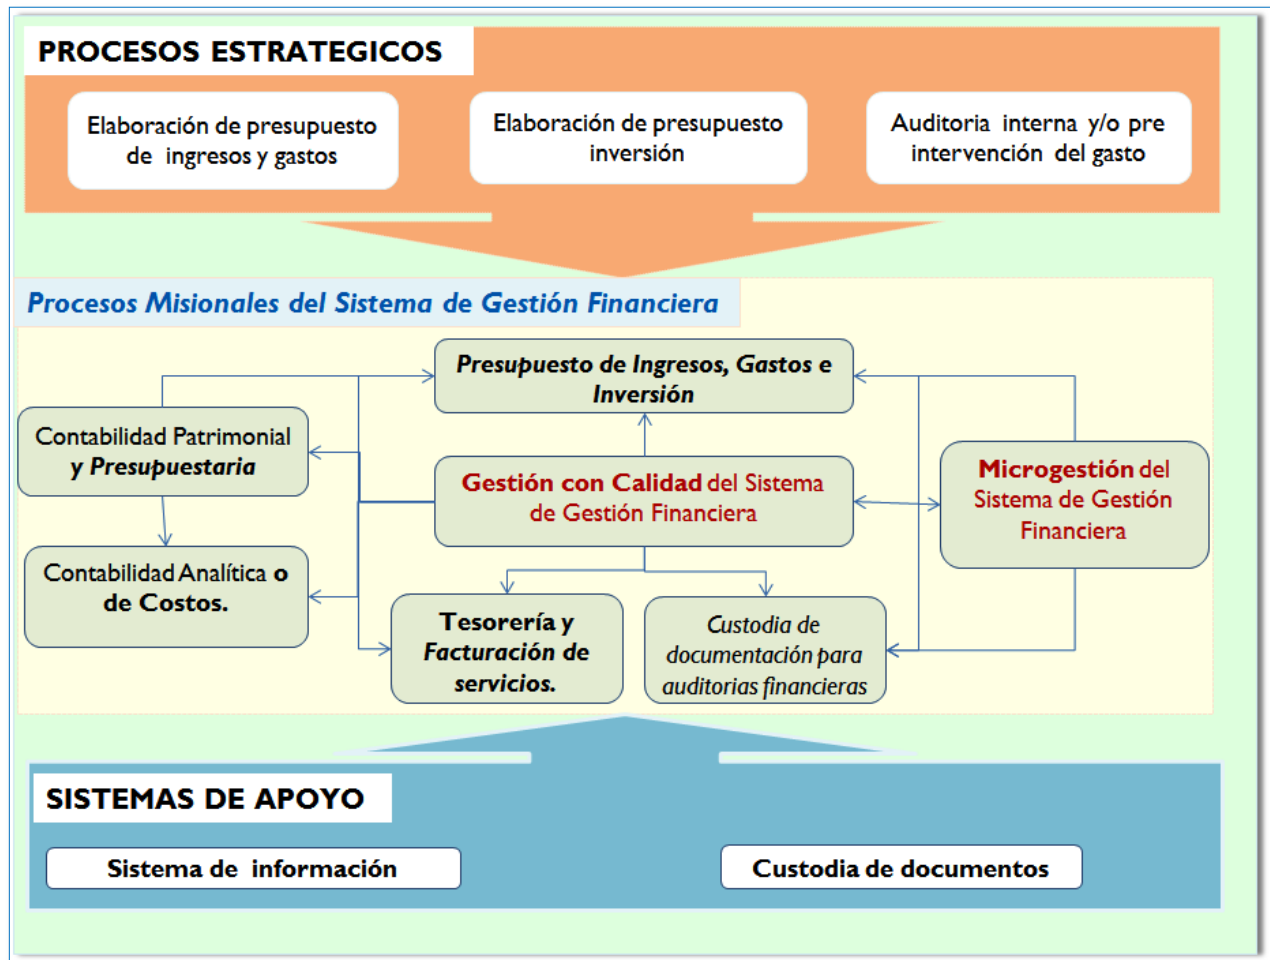 PROCESOS ESTRATEGICOS
Elaboración de presupuesto
de ingresos y gastos
Elaboración de presupuesto
inversión
Auditoria interna y/o pre
intervención del gasto
Procesos Misionales del Sistema de Gestión Financiera
Presupuesto de Ingresos, Gastos e
Inversión
Contabilidad Patrimonial
y Presupuestaria
Gestión con Calidad del Sistema
de Gestión Financiera
Microgestión del
Sistema de Gestión
Financiera
Contabilidad Analítica o
de Costos.
Tesorería y
Facturación de
servicios.
Custodia de
documentación para
auditorias financieras
SISTEMAS DE APOYO
Sistema de información
Custodia de documentos